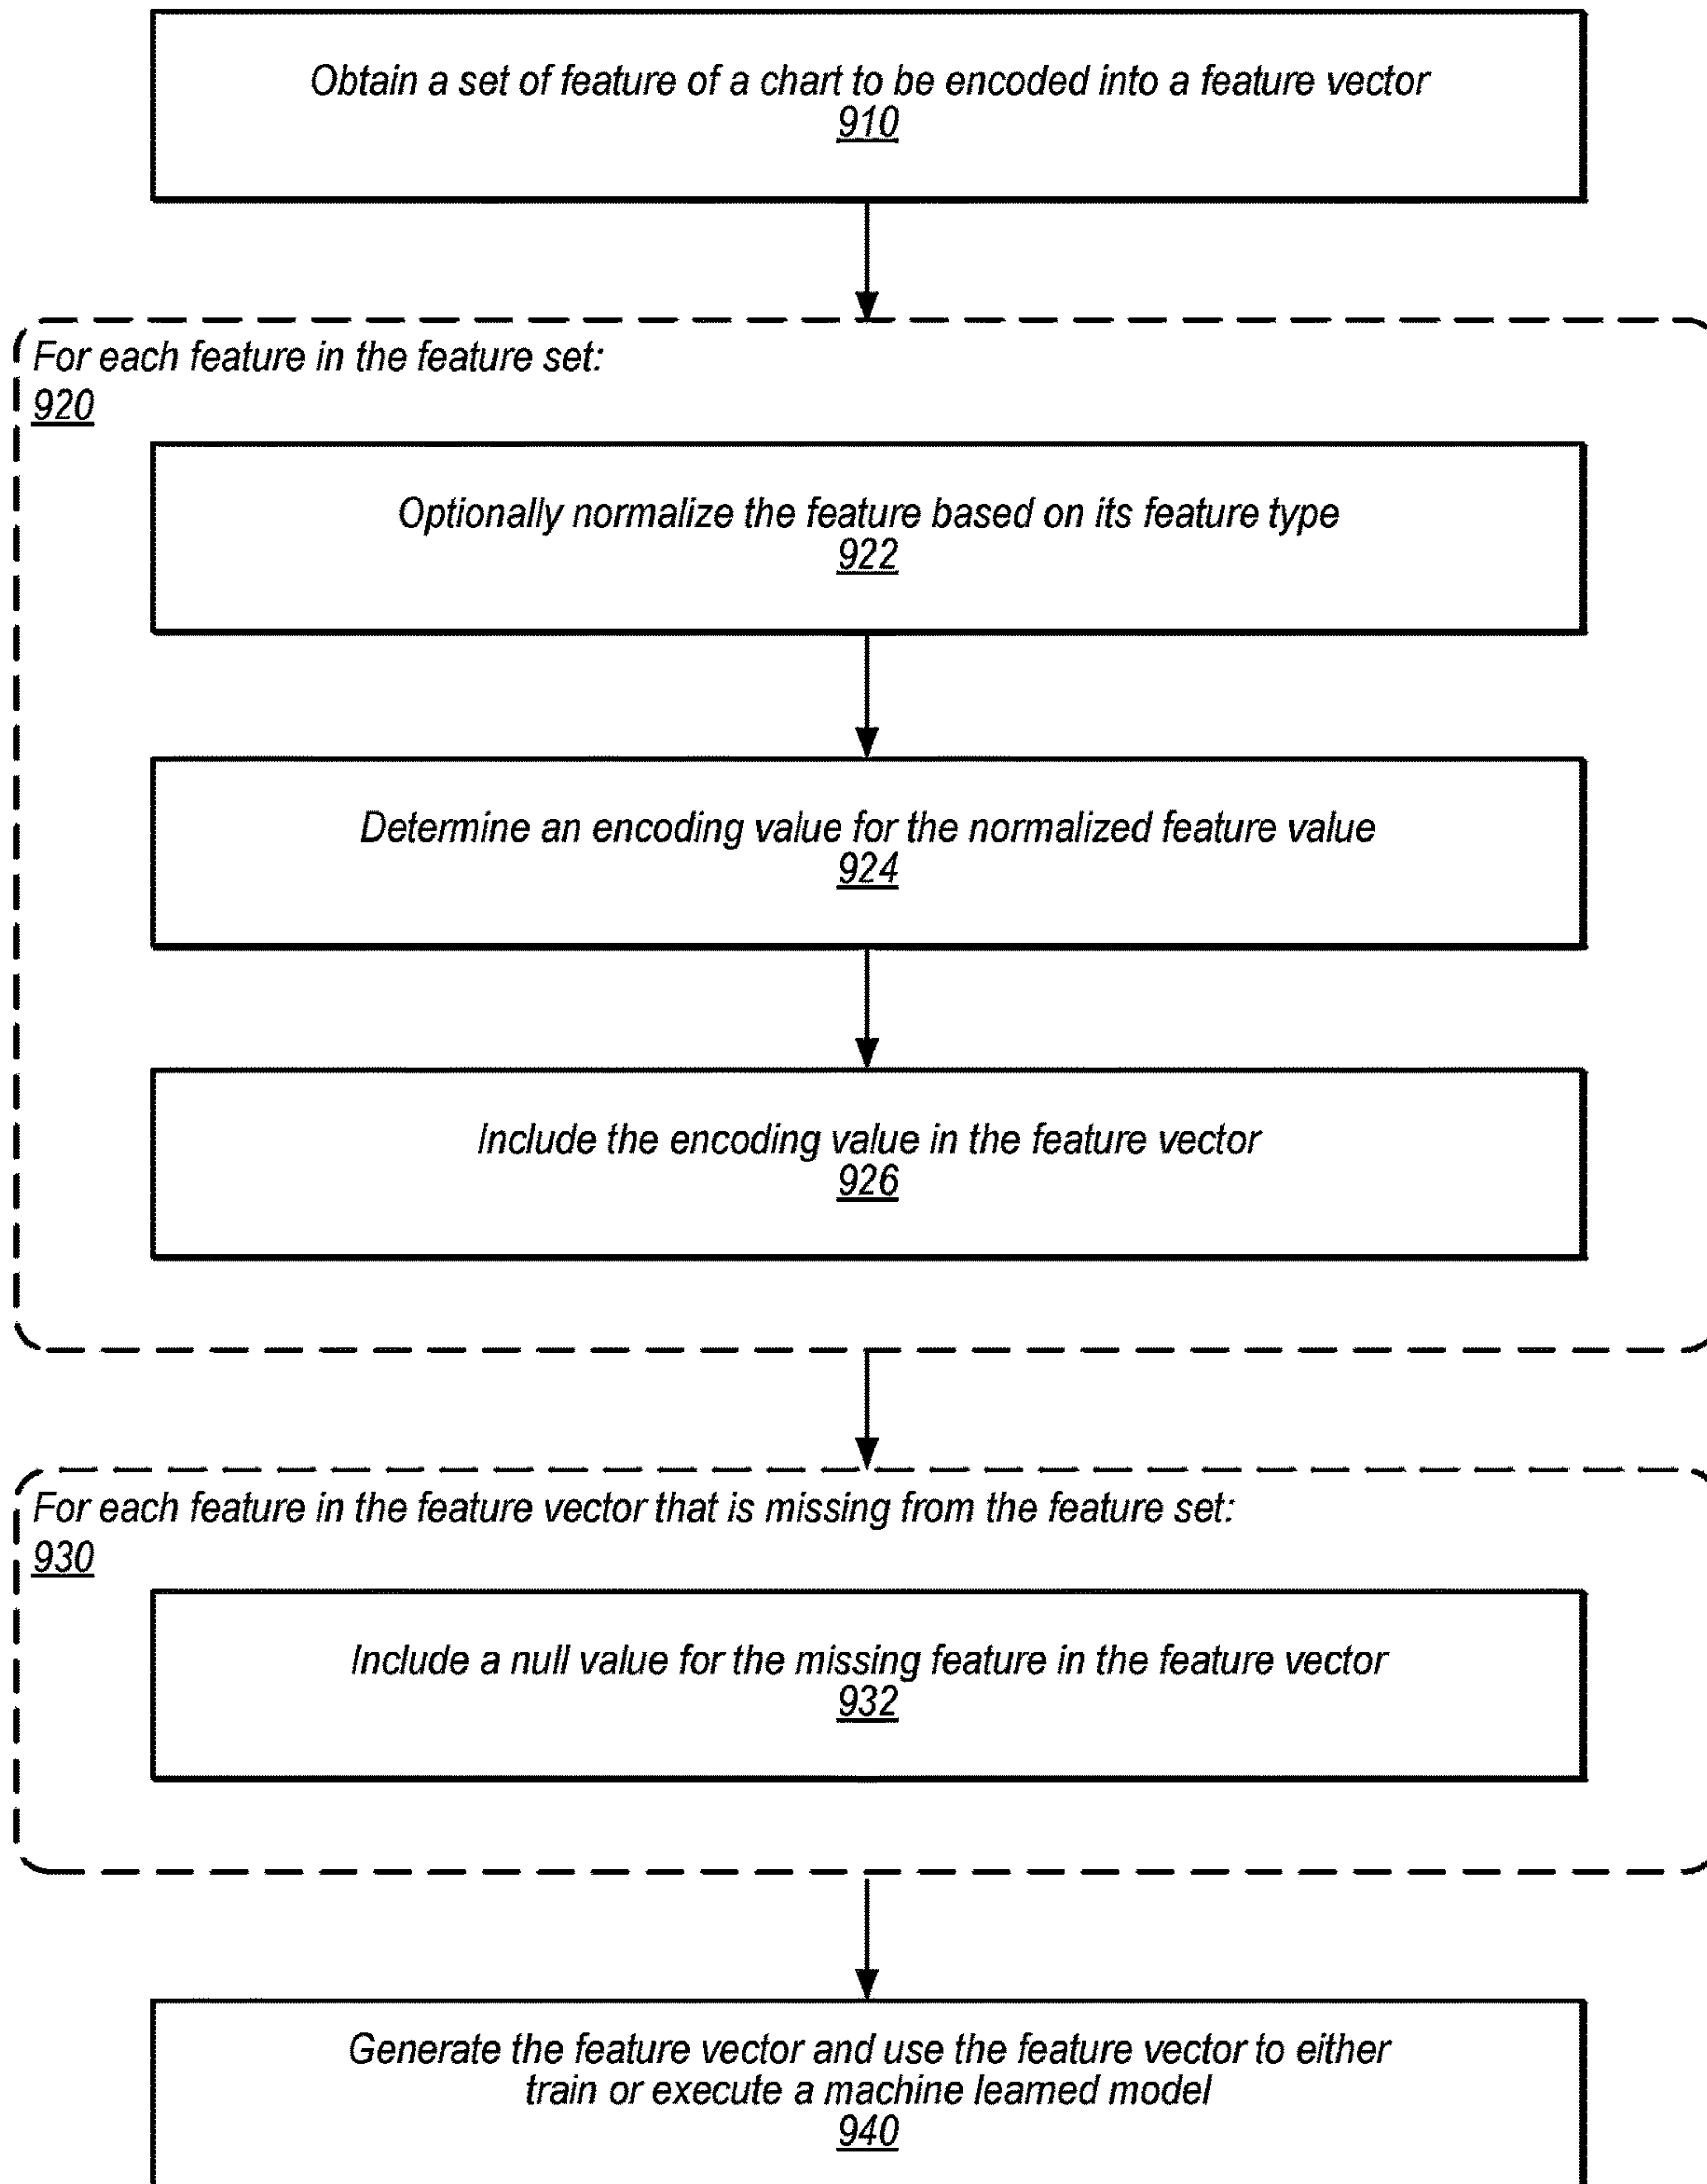 Obtain a set of feature of a chart to be encoded into a feature vector
910
For each feature in the feature set:
920
Optionally normalize the feature based on its feature type
922
Determine an encoding value for the normalized feature value
924
Include the encoding value in the feature vector
926
For each feature in the feature vector that is missing from the feature set:
930
Include a null value for the missing feature in the feature vector
932
Generate the feature vector and use the feature vector to either
train or execute a machine learned model
940